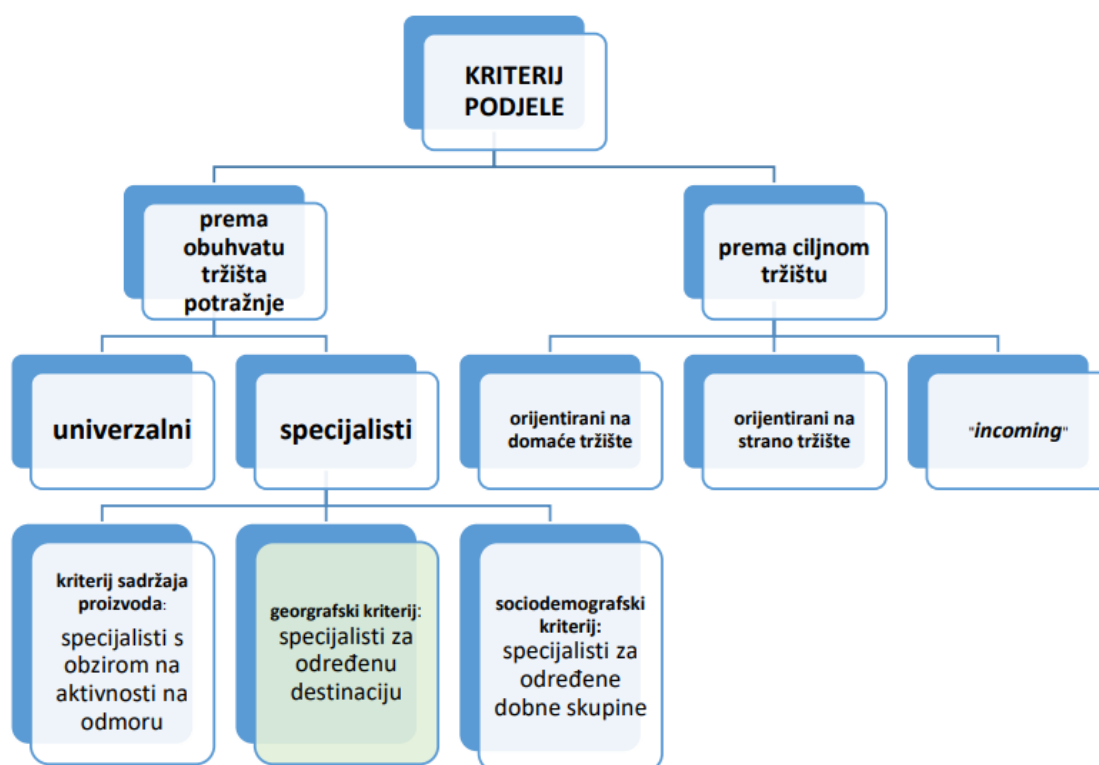 KRITERIJ
PODJELE
prema
obuhvatu
tržišta
potražnje
prema ciljnom
tržištu
univerzalni
specijalisti
orijentirani na
domaće tržište
orijentirani na
strano tržište
"incoming"
kriterij sadržaja
proizvoda:
specijalisti s
obzirom na
aktivnosti na
odmoru
georgrafski kriterij:
specijalisti za
određenu
destinaciju
sociodemografski
kriterij:
specijalisti za
određene
dobne skupine